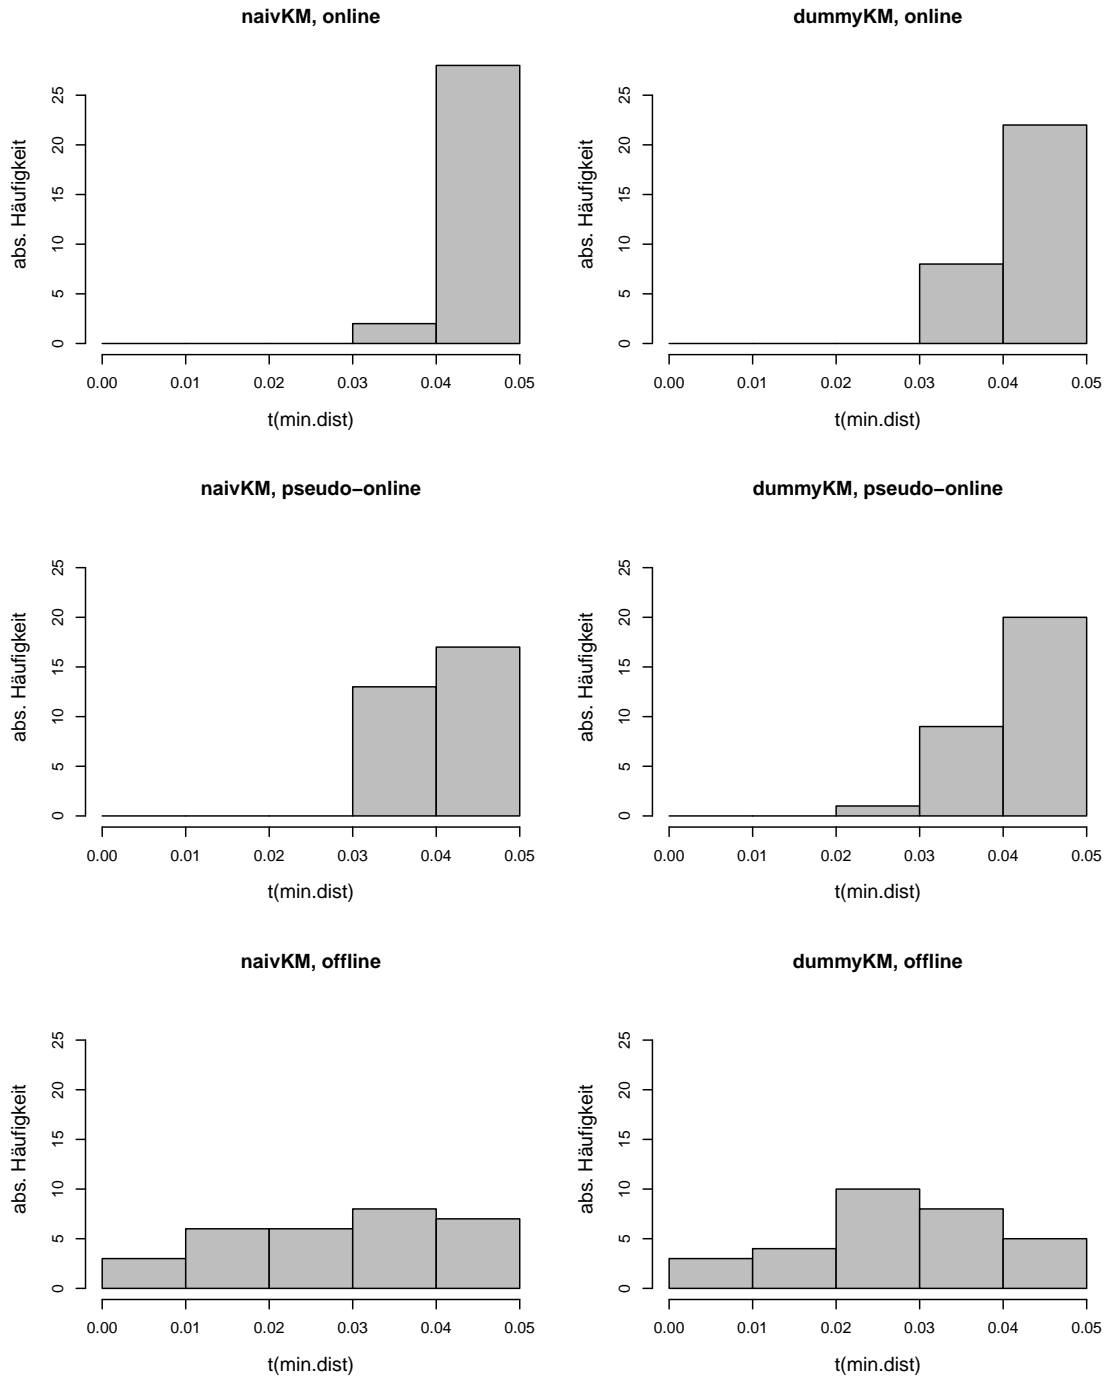 naivKM, online
abs. Häufigkeit
0 5 10 15 20 25
0.00 0.01 0.02 0.03 0.04 0.05
t(min.dist)
dummyKM, online
abs. Häufigkeit
0 5 10 15 20 25
0.00 0.01 0.02 0.03 0.04 0.05
t(min.dist)
naivKM, pseudo−online
abs. Häufigkeit
0 5 10 15 20 25
0.00 0.01 0.02 0.03 0.04 0.05
t(min.dist)
dummyKM, pseudo−online
abs. Häufigkeit
0 5 10 15 20 25
0.00 0.01 0.02 0.03 0.04 0.05
t(min.dist)
naivKM, offline
abs. Häufigkeit
0 5 10 15 20 25
0.00 0.01 0.02 0.03 0.04 0.05
t(min.dist)
dummyKM, offline
abs. Häufigkeit
0 5 10 15 20 25
0.00 0.01 0.02 0.03 0.04 0.05
t(min.dist)